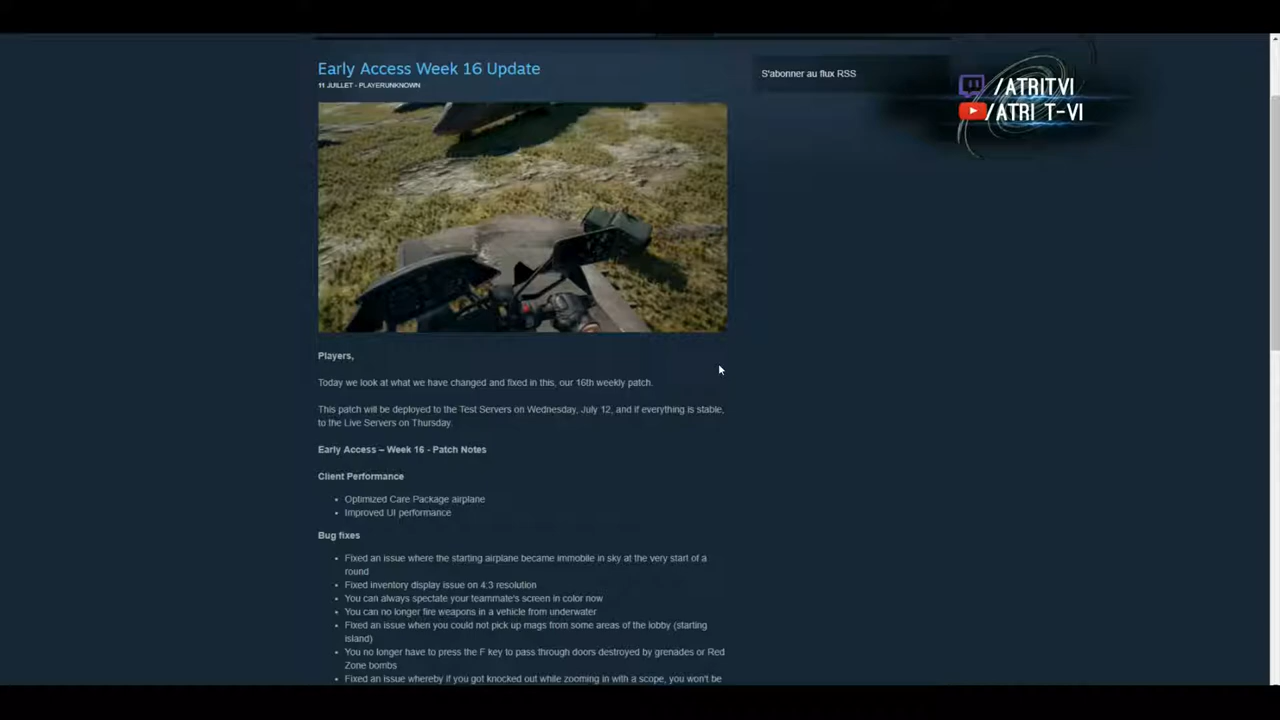 Early Access Week 16 Update
11 JUILLET - PLAYERUNKNOWN
S'abonner au flux RSS
/ATRITVI
/ATRI T-VI
Players,
Today we look at what we have changed and fixed in this, our 16th weekly patch.
This patch will be deployed to the Test Servers on Wednesday, July 12, and if everything is stable,
to the Live Servers on Thursday.
Early Access – Week 16 - Patch Notes
Client Performance
• Optimized Care Package airplane
• Improved UI performance
Bug fixes
• Fixed an issue where the starting airplane became immobile in sky at the very start of a
round
• Fixed inventory display issue on 4:3 resolution
• You can always spectate your teammate's screen in color now
• You can no longer fire weapons in a vehicle from underwater
• Fixed an issue when you could not pick up mags from some areas of the lobby (starting
island)
• You no longer have to press the F key to pass through doors destroyed by grenades or Red
Zone bombs
• Fixed an issue whereby if you got knocked out while zooming in with a scope, you won't be